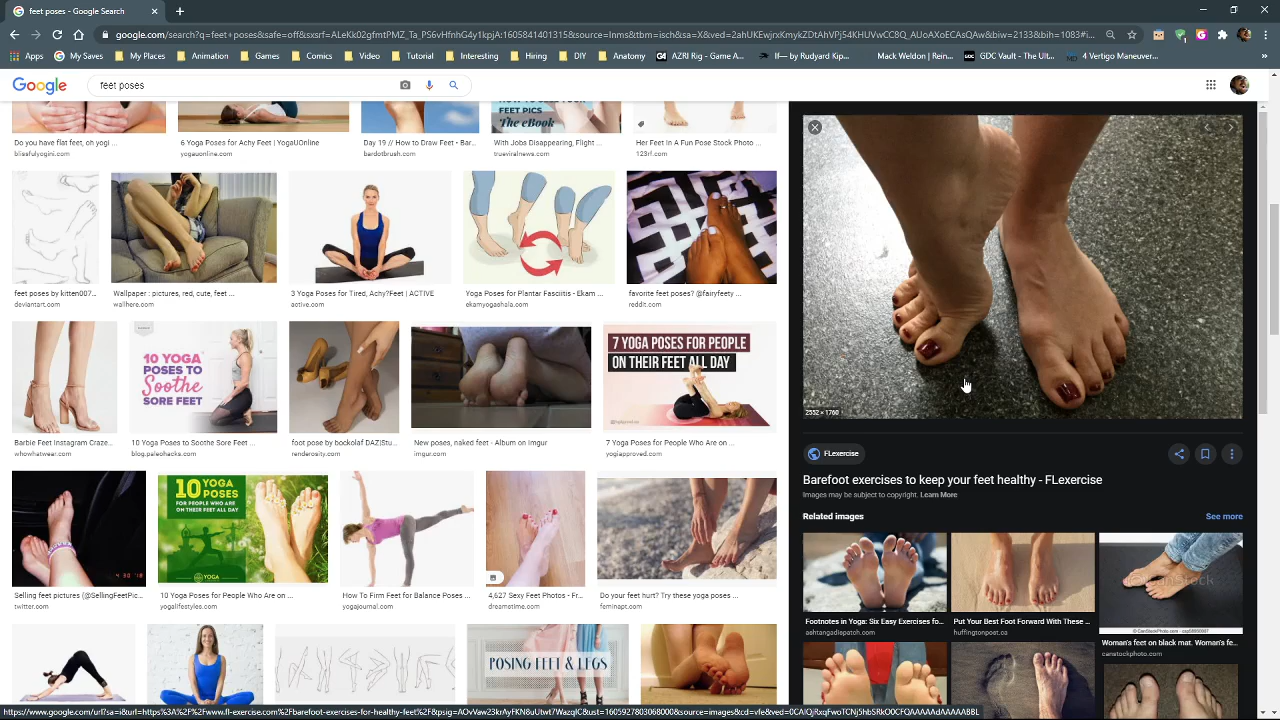 feet poses - Google Search
google.com/search?q=feet+poses&safe=off&sxsrf=ALeKk02gfmtPMZ_Ta_PS6vHfnhG4y1kpA:1605841401315&source=lnms&tbm=isch&sa=X&ved=
Apps
My Saves
My Stuff
Games
Comics
Tutorial
Interesting
Hiring
DIY
Anatomy
AZRI Rig - Game...
If— by Rudyard Kipl...
Mack Weldon | Rein...
GDC Vault - The Ult...
4 Vertigo Maneuver...
Google
feet poses
FEET PICS
The eBook
Do you have flat feet, oh yogi ...
blissfulyogini.com
6 Yoga Poses for Achy Feet | YogaUOnline
yogauonline.com
Day 19 // How to Draw Feet • Bar...
bardotbrush.com
With Jobs Disappearing, Flight ...
trueviralnews.com
Her Feet In A Fun Pose Stock Photo ...
123rf.com
feet poses by kitten007...
deviantart.com
Wallpaper : pictures, red, cute, feet ...
wallhere.com
3 Yoga Poses for Tired, Achy?Feet | ACTIVE
active.com
Yoga Poses for Plantar Fasciitis - Ekam ...
ekamyogashala.com
favorite feet poses? @fairyfeety ...
reddit.com
10 YOGA
POSES TO
Soothe
SORE FEET
7 YOGA POSES FOR PEOPLE
ON THEIR FEET ALL DAY
Barbie Feet Instagram Craze...
whowhatwear.com
10 Yoga Poses to Soothe Sore Feet ...
blog.paleohacks.com
foot pose by bockolaf DAZ|Stu...
renderosity.com
New poses, naked feet - Album on Imgur
imgur.com
7 Yoga Poses for People Who Are on ...
yogiapproved.com
4 30 '18
10 YOGA
POSES
FOR PEOPLE WHO ARE
ON THEIR FEET ALL DAY
YOGA
Selling feet pictures (@SellingFeetPic...
twitter.com
10 Yoga Poses for People Who Are on ...
yogalifestyles.com
How To Firm Feet for Balance Poses ...
yogajournal.com
4,627 Sexy Feet Photos - Fr...
dreamstime.com
Do your feet hurt? Try these yoga poses ...
feminapt.com
POSING FEET & LEGS
2552 × 1760
FLexercise
Barefoot exercises to keep your feet healthy - FLexercise
Images may be subject to copyright. Learn More
Related images
See more
Footnotes in Yoga: Six Easy Exercises fo...
ashtangadispatch.com
Put Your Best Foot Forward With These ...
huffingtonpost.ca
Woman's feet on black mat. Woman's fe...
canstockphoto.com